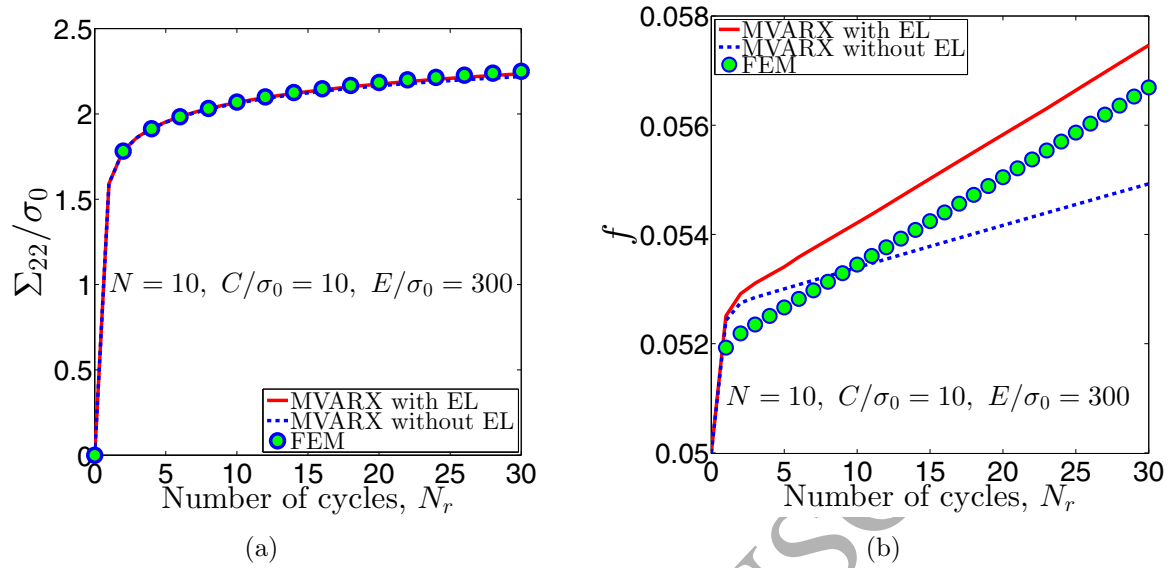 2.5
2
1.5
1
0.5
0
Σ22/σ0
N = 10, C/σ0 = 10, E/σ0 = 300
MVARX with EL
MVARX without EL
FEM
0 5 10 15 20 25 30
Number of cycles, Nr
(a)
0.058
0.056
0.054
0.052
0.05
f
MVARX with EL
MVARX without EL
FEM
N = 10, C/σ0 = 10, E/σ0 = 300
0 5 10 15 20 25 30
Number of cycles, Nr
(b)